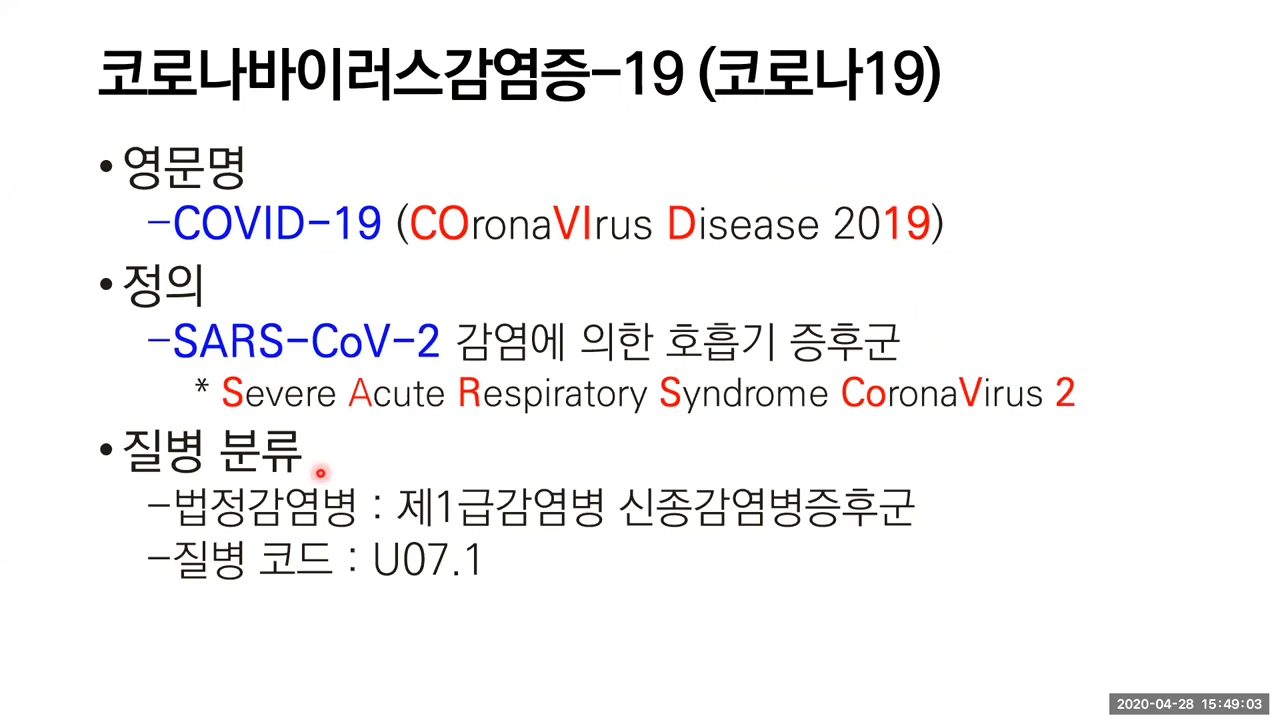 코로나바이러스감염증-19 (코로나19)
• 영문명
-COVID-19 (COronaVIrus Disease 2019)
• 정의
-SARS-CoV-2 감염에 의한 호흡기 증후군
* Severe Acute Respiratory Syndrome CoronaVirus 2
• 질병 분류
-법정감염병 : 제1급감염병 신종감염병증후군
-질병 코드 : U07.1
2020-04-28 15:49:03